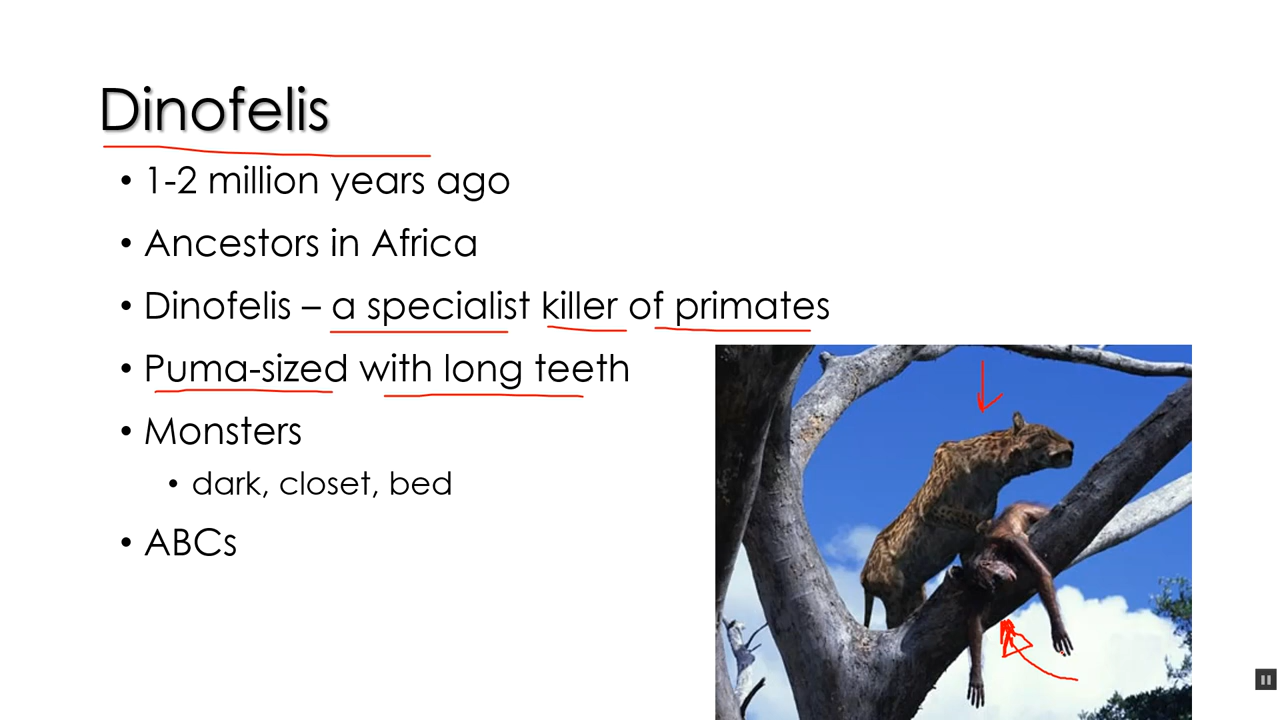 Dinofelis
• 1-2 million years ago
• Ancestors in Africa
• Dinofelis – a specialist killer of primates
• Puma-sized with long teeth
• Monsters
• dark, closet, bed
• ABCs